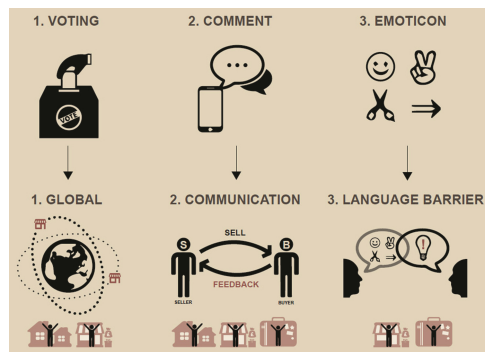 1. VOTING
2. COMMENT
3. EMOTICON
VOTE
1. GLOBAL
2. COMMUNICATION
3. LANGUAGE BARRIER
SELL
S
B
FEEDBACK
SELLER
BUYER